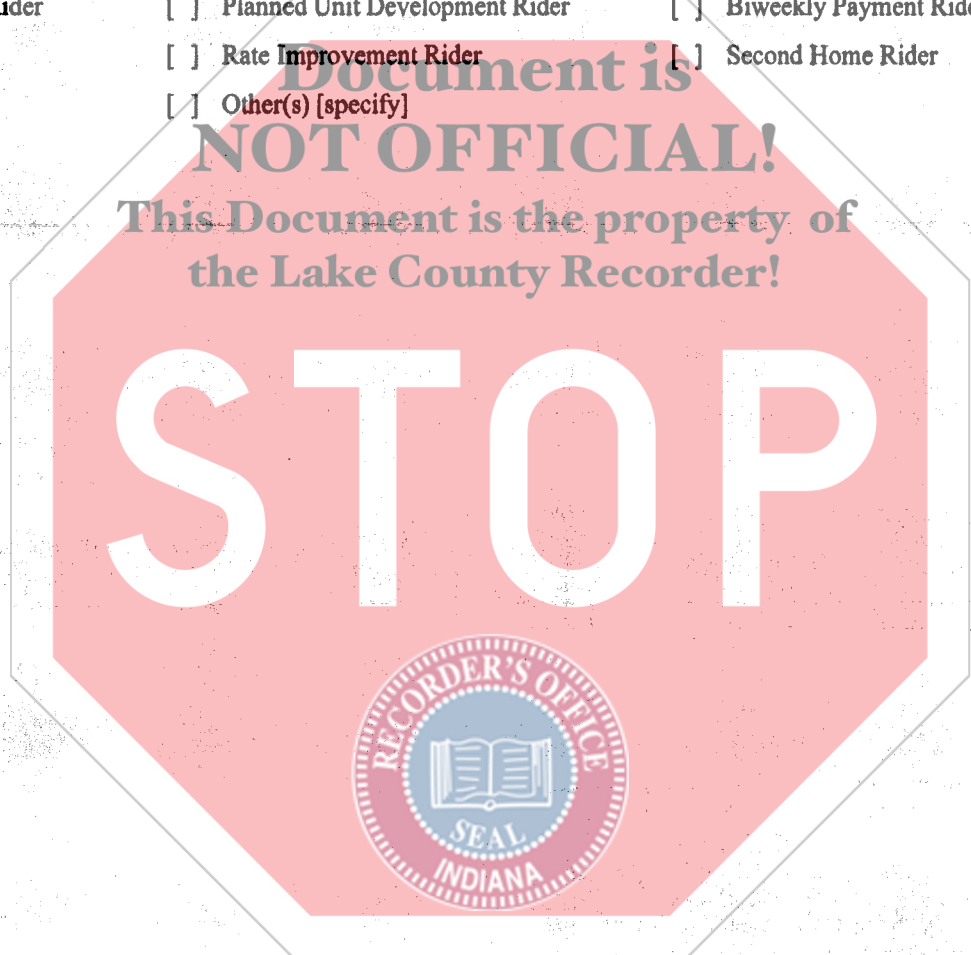 [ ] Planned Unit Development Rider [ ] Biweekly Payment
[ ] Rate Improvement Rider [ ] Second Home Rider
[ ] Other(s) [specify]
Document is
NOT OFFICIAL!
This Document is the property of
the Lake County Recorder!
STOP
RECORDER'S OFFICE
SEAL
INDIANA